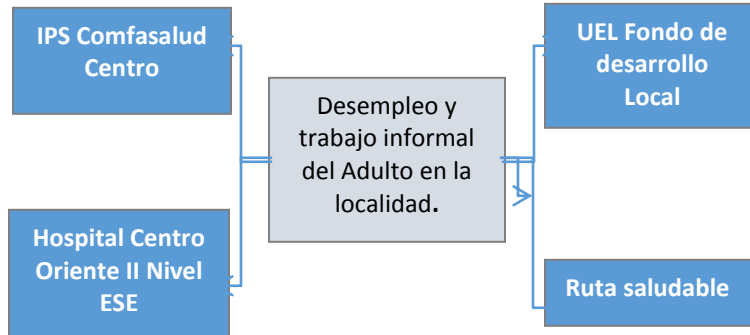 IPS Comfasalud
Centro
UEL Fondo de
desarrollo
Local
Desempleo y
trabajo informal
del Adulto en la
localidad.
Hospital Centro
Oriente II Nivel
ESE
Ruta saludable